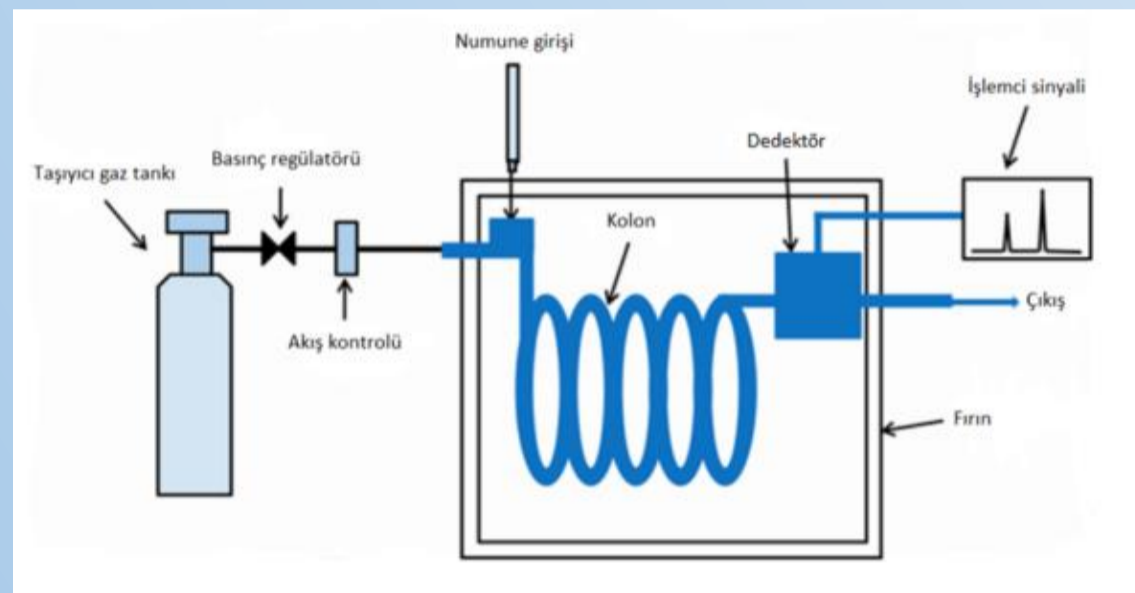 Numune girişi
İşlemci sinyali
Dedektör
Basınç regülatörü
Taşıyıcı gaz tankı
Kolon
Çıkış
Akış kontrolü
Fırın